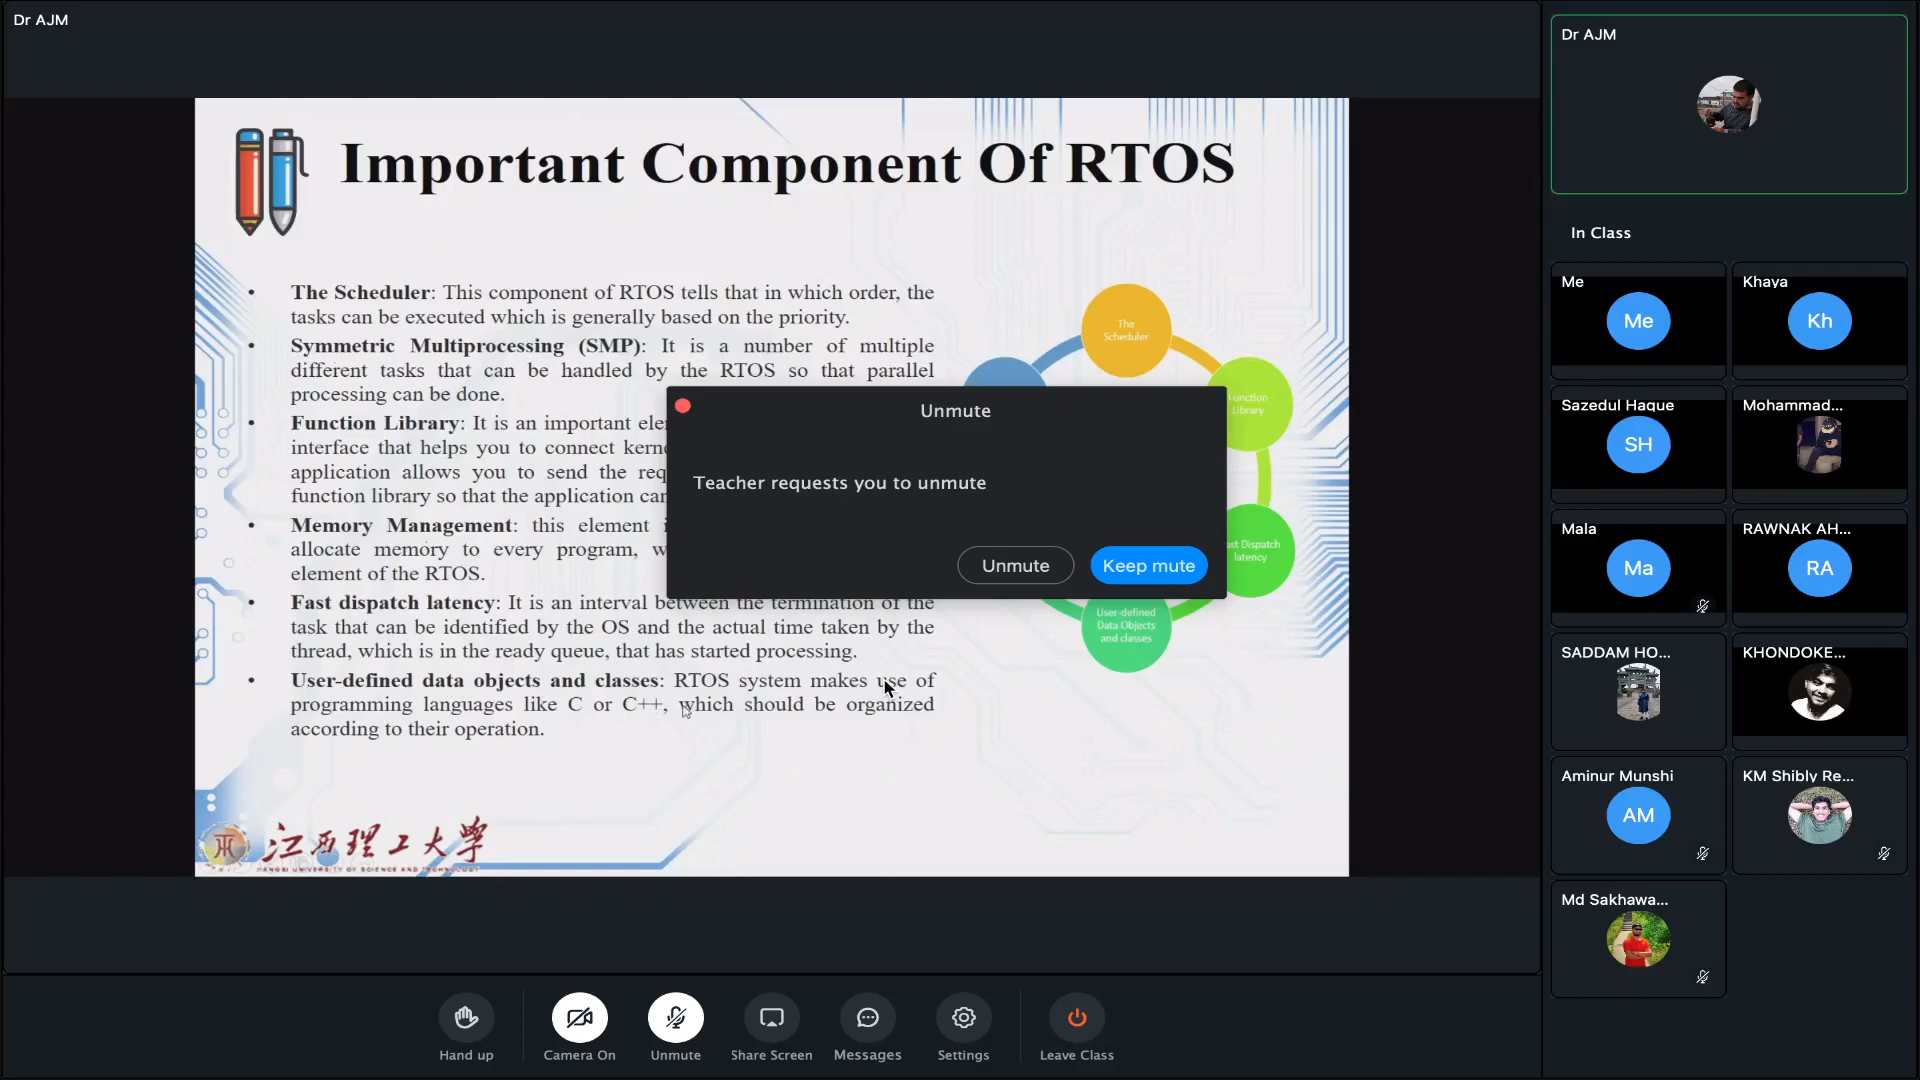 Dr AJM
Important Component Of RTOS
• The Scheduler: This component of RTOS tells that in which order, the
tasks can be executed which is generally based on the priority.
• Symmetric Multiprocessing (SMP): It is a number of multiple
different tasks that can be handled by the RTOS so that parallel
processing can be done.
• Function Library: It is an important
interface that helps you to connect
application allows you to send the
function library so that the application
• Memory Management: this element
allocate memory to every program,
element of the RTOS.
• Fast dispatch latency: It is an interval between the termination of the
task that can be identified by the OS and the actual time taken by the
thread, which is in the ready queue, that has started processing.
• User-defined data objects and classes: RTOS system makes use of
programming languages like C or C++, which should be organized
according to their operation.
The
Scheduler
Function
Library
Dispatch
latency
User-defined
Data Objects
and classes
江西理工大学
JIANGXI UNIVERSITY OF SCIENCE AND TECHNOLOGY
Unmute
Teacher requests you to unmute
Unmute
Keep mute
Hand up
Camera On
Unmute
Share Screen
Messages
Settings
Leave Class
Dr AJM
In Class
Me
Me
Khaya
Kh
Sazedul Haque
SH
Mohammad...
Mala
Ma
RAWNAK AH...
RA
SADDAM HO...
KHONDOKE...
Aminur Munshi
AM
KM Shibly Re...
Md Sakhawa...